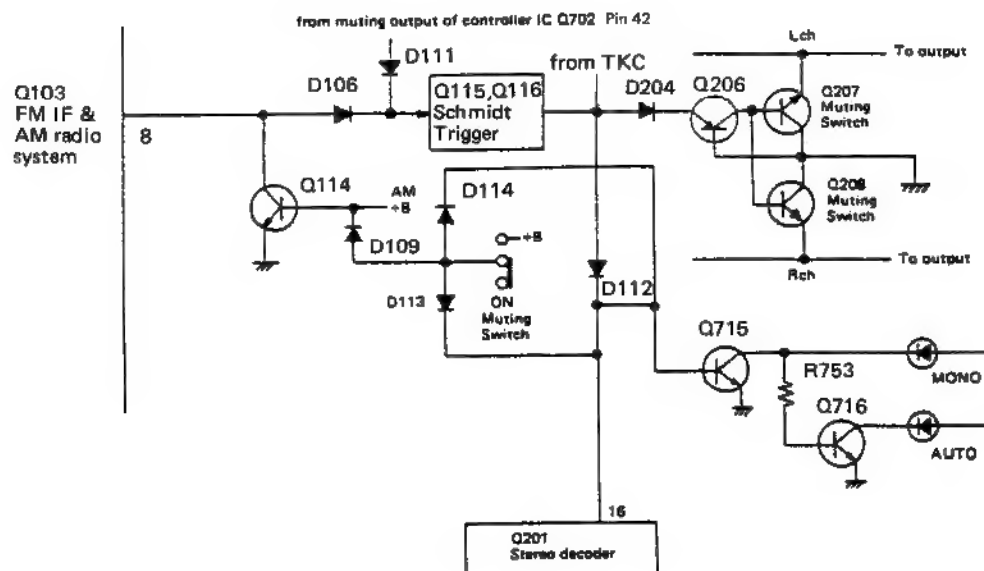 from muting output of controller IC Q702 Pin 42
Lch
To output
D111
from TKC
Q103
FM IF &
AM radio
system
D106
8
Q115,Q116
Schmidt
Trigger
D204
Q206
Q207
Muting
Switch
Q114
AM
+B
D114
Q208
Muting
Switch
D109
+B
To output
Rch
D113
ON
Muting
Switch
D112
Q715
R753
MONO
Q716
AUTO
16
Q201
Stereo decoder